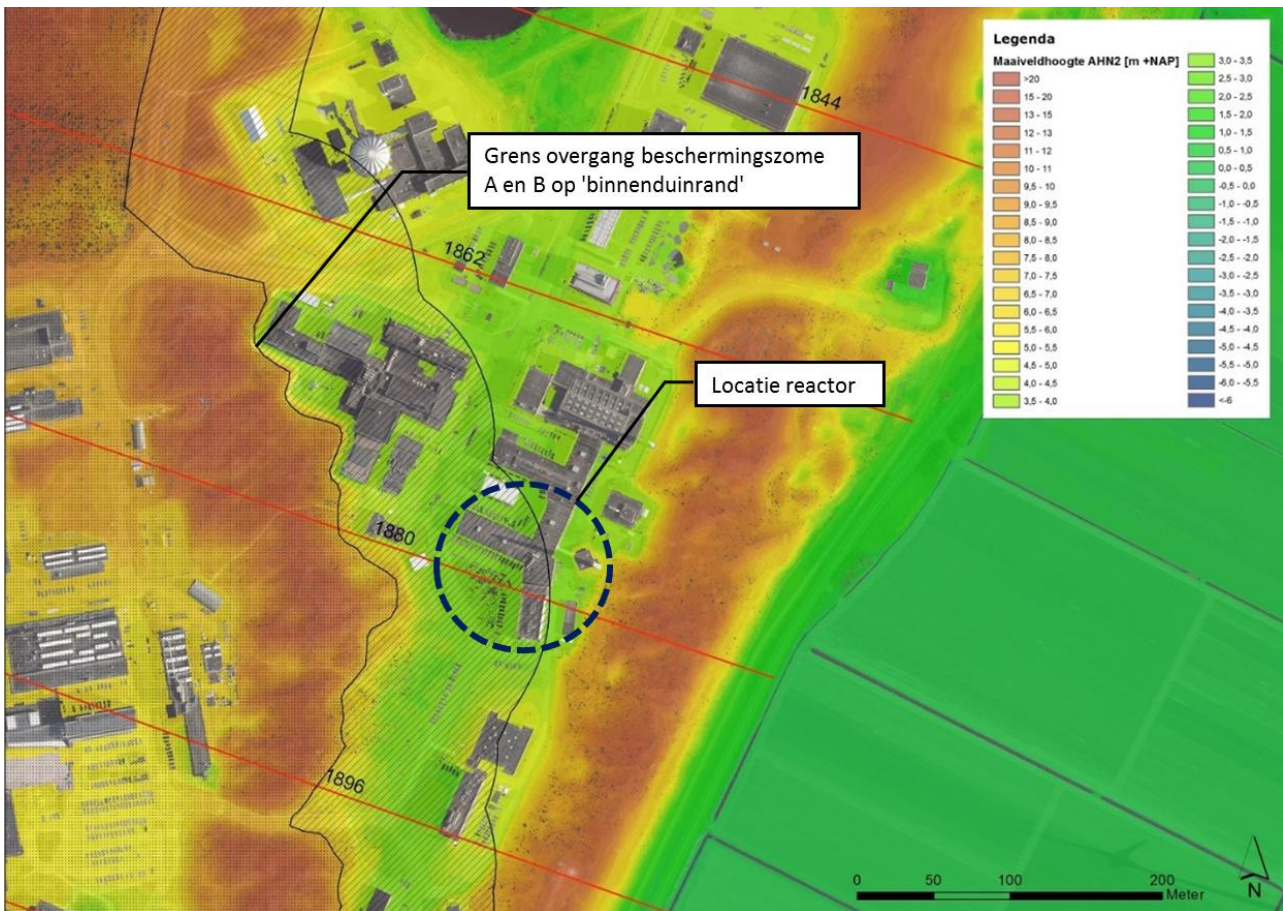 Legenda
Maaiveldhoogte AHN2 [m +NAP]
>20
15 - 20
13 - 15
12 - 13
11 - 12
10 - 11
9,5 - 10
9,0 - 9,5
8,5 - 9,0
8,0 - 8,5
7,5 - 8,0
7,0 - 7,5
6,5 - 7,0
6,0 - 6,5
5,5 - 6,0
5,0 - 5,5
4,5 - 5,0
4,0 - 4,5
3,5 - 4,0
3,0 - 3,5
2,5 - 3,0
2,0 - 2,5
1,5 - 2,0
1,0 - 1,5
0,5 - 1,0
0,0 - 0,5
-0,5 - 0,0
-1,0 - -0,5
-1,5 - -1,0
-2,0 - -1,5
-2,5 - -2,0
-3,0 - -2,5
-3,5 - -3,0
-4,0 - -3,5
-4,5 - -4,0
-5,0 - -4,5
-5,5 - -5,0
-6,0 - -5,5
<-6
1844
Grens overgang beschermingszome
A en B op 'binnenduinrand'
1862
Locatie reactor
1880
1896
0 50 100 200
Meter
N